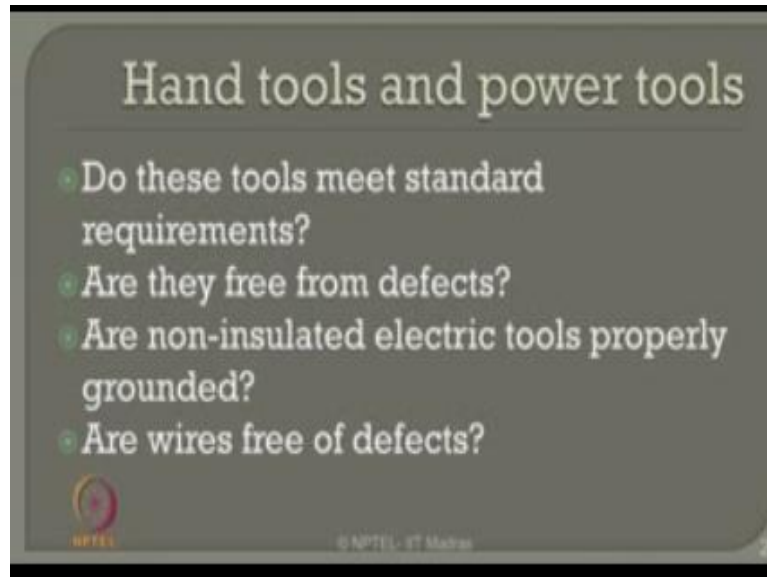 Hand tools and power tools
Do these tools meet standard
requirements?
Are they free from defects?
Are non-insulated electric tools properly
grounded?
Are wires free of defects?
NPTEL
© NPTEL- IIT Madras